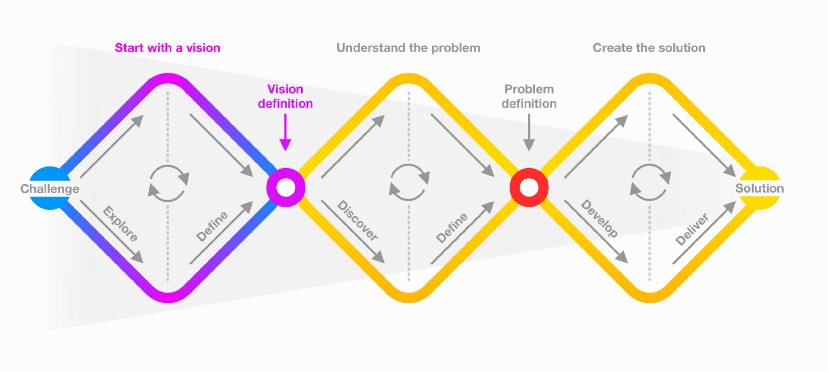 Start with a vision
Understand the problem
Create the solution
Vision
definition
Problem
definition
Challenge
Explore
Define
Discover
Define
Develop
Deliver
Solution